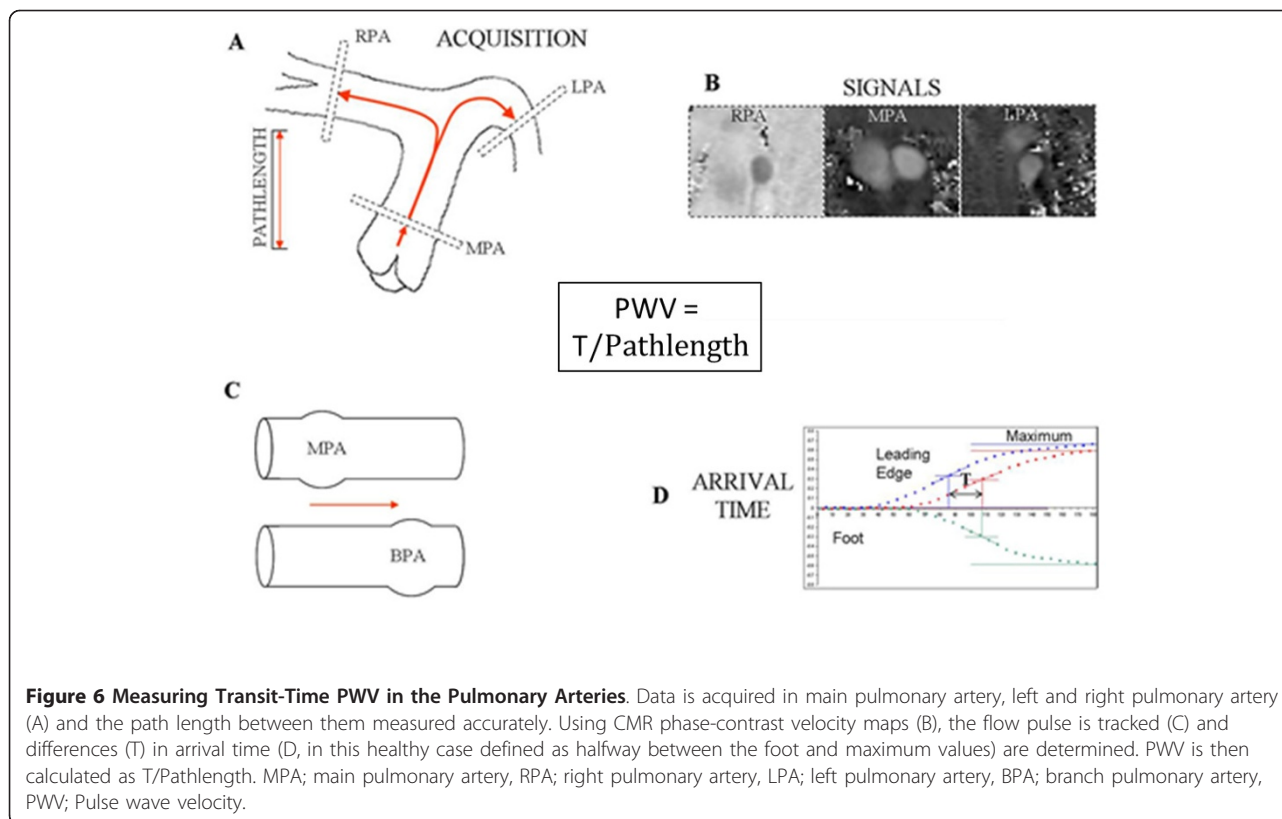 A
RPA
ACQUISITION
LPA
PATHLENGTH
MPA
B
SIGNALS
RPA
MPA
LPA
PWV =
T/Pathlength
C
MPA
BPA
D
ARRIVAL
TIME
Maximum
Leading
Edge
T
Foot
Figure 6 Measuring Transit-Time PWV in the Pulmonary Arteries. Data is acquired in main pulmonary artery, left and right pulmonary artery
(A) and the path length between them measured accurately. Using CMR phase-contrast velocity maps (B), the flow pulse is tracked (C) and
differences (T) in arrival time (D, in this healthy case defined as halfway between the foot and maximum values) are determined. PWV is then
calculated as T/Pathlength. MPA; main pulmonary artery, RPA; right pulmonary artery, LPA; left pulmonary artery, BPA; branch pulmonary artery,
PWV; Pulse wave velocity.